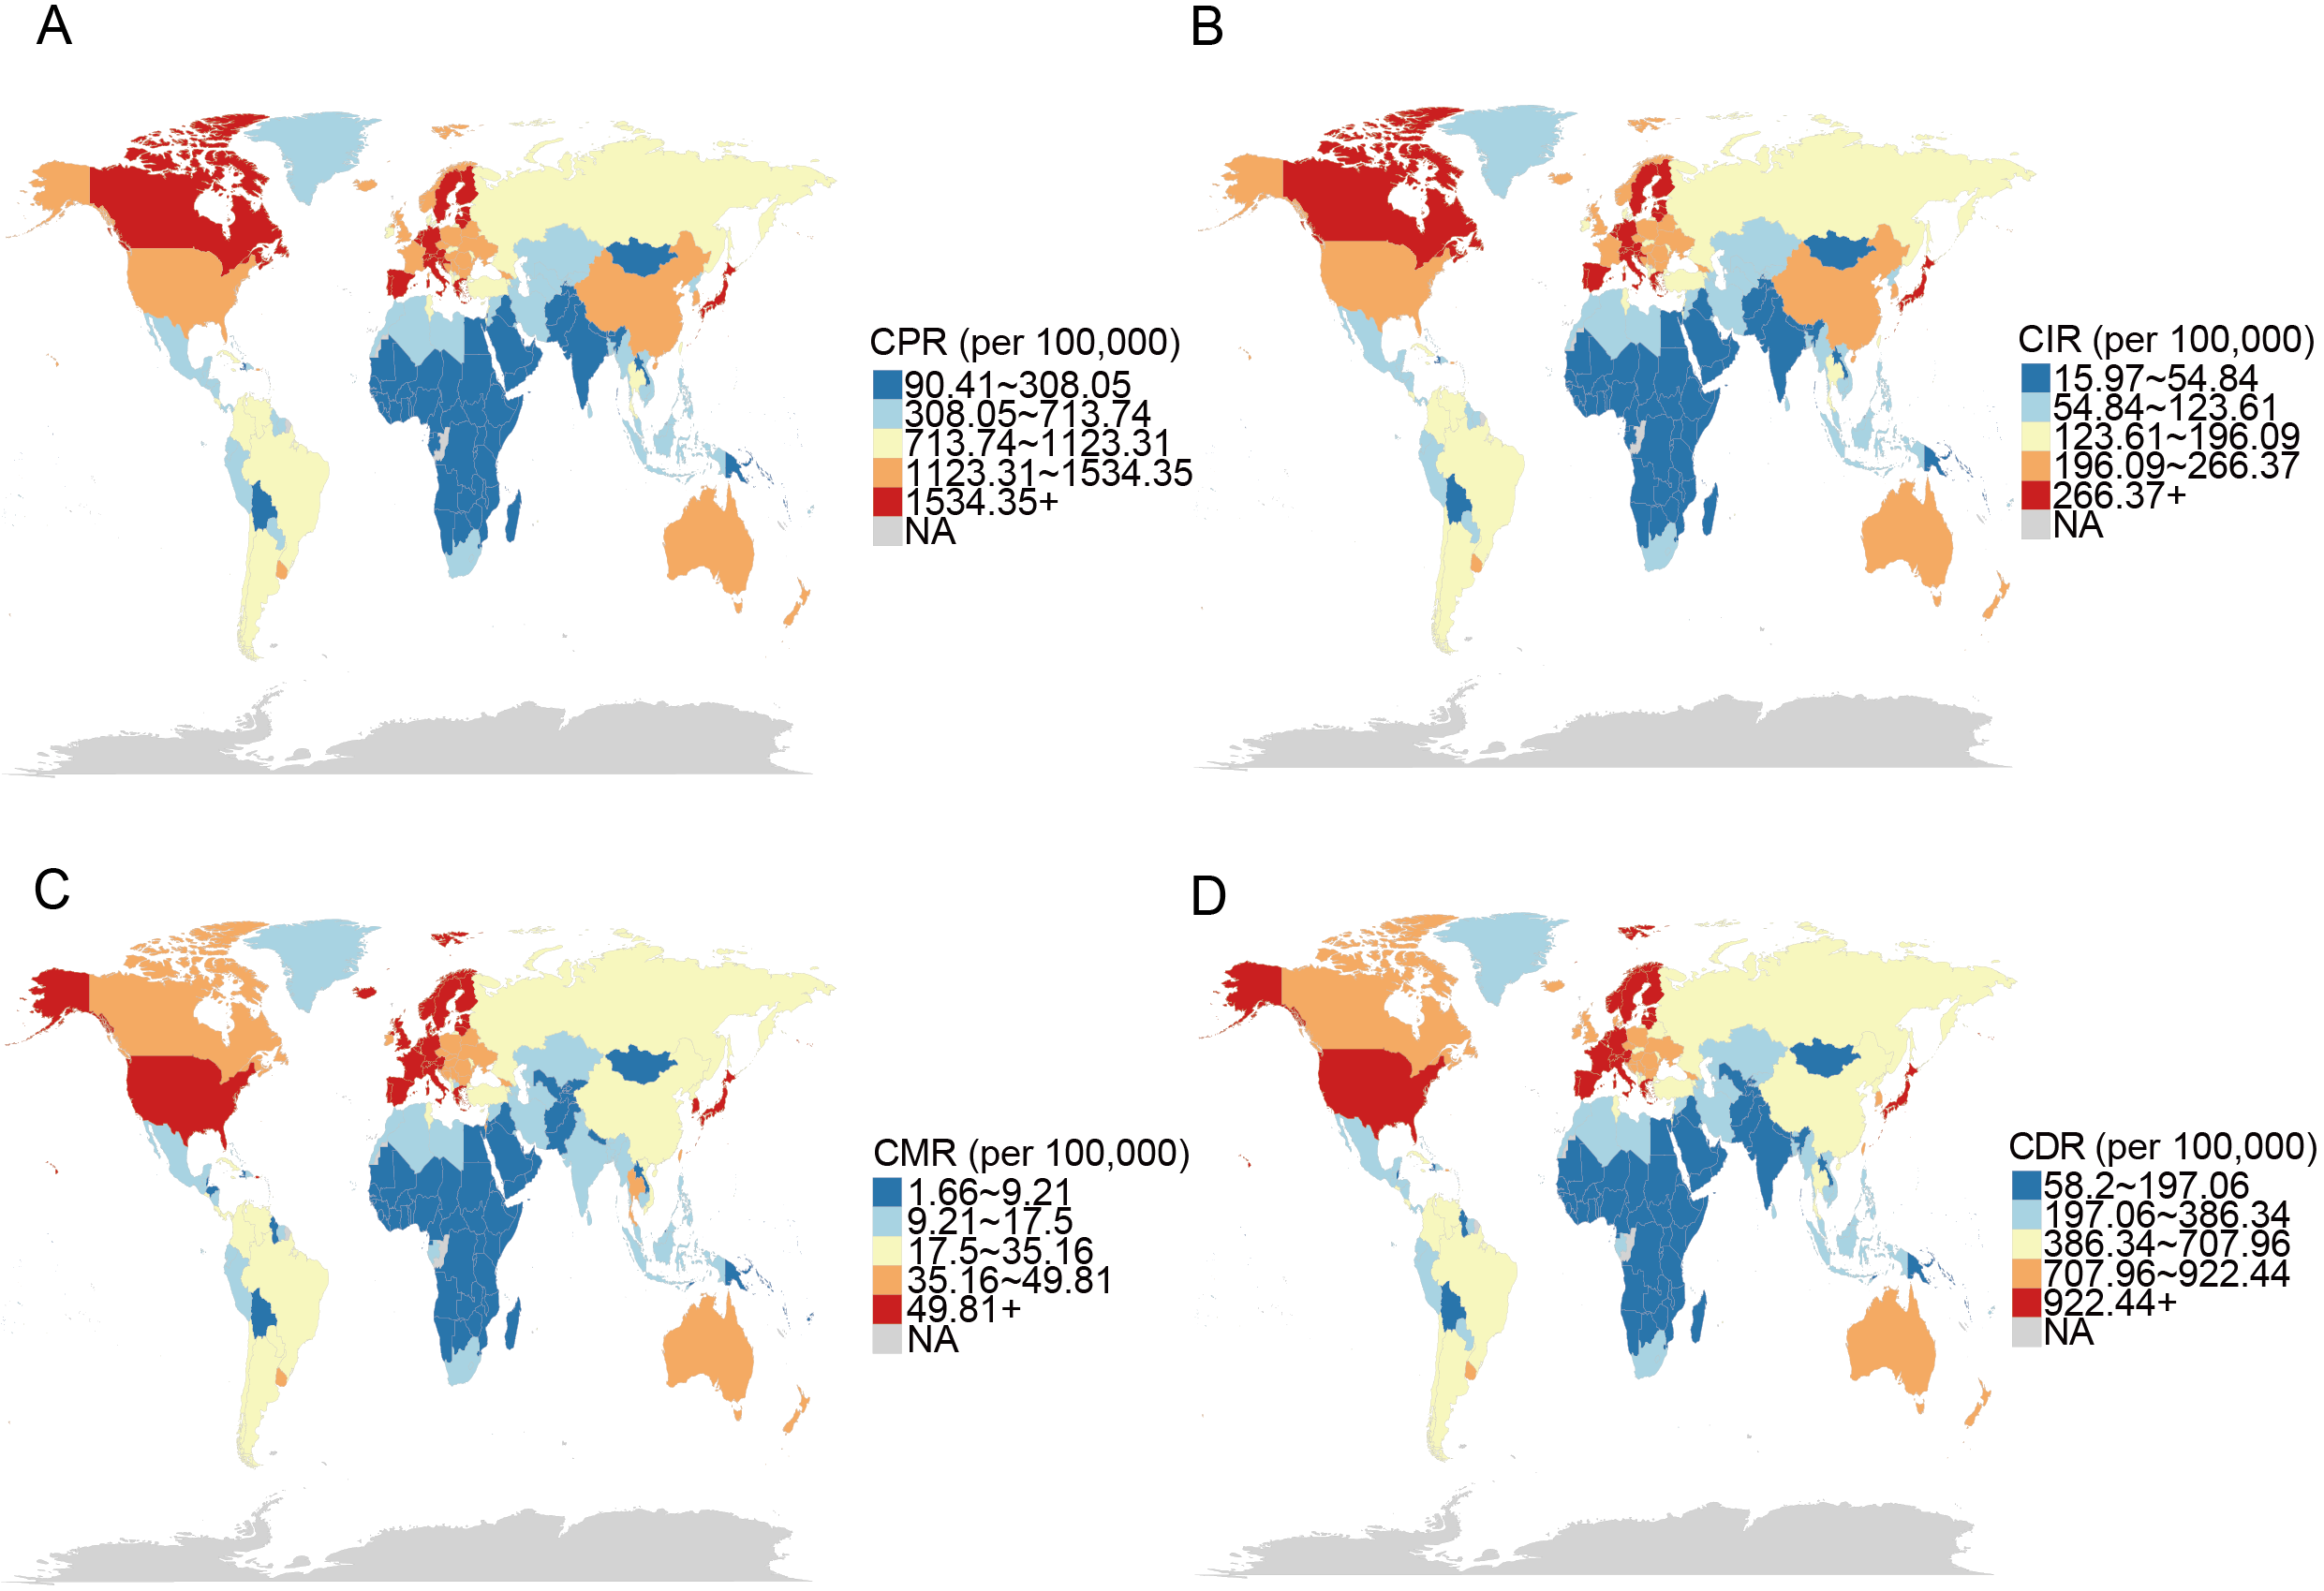 A
CPR (per 100,000)
90.41~308.05
308.05~713.74
713.74~1123.31
1123.31~1534.35
1534.35+
NA
B
CIR (per 100,000)
15.97~54.84
54.84~123.61
123.61~196.09
196.09~266.37
266.37+
NA
C
CMR (per 100,000)
1.66~9.21
9.21~17.5
17.5~35.16
35.16~49.81
49.81+
NA
D
CDR (per 100,000)
58.2~197.06
197.06~386.34
386.34~707.96
707.96~922.44
922.44+
NA